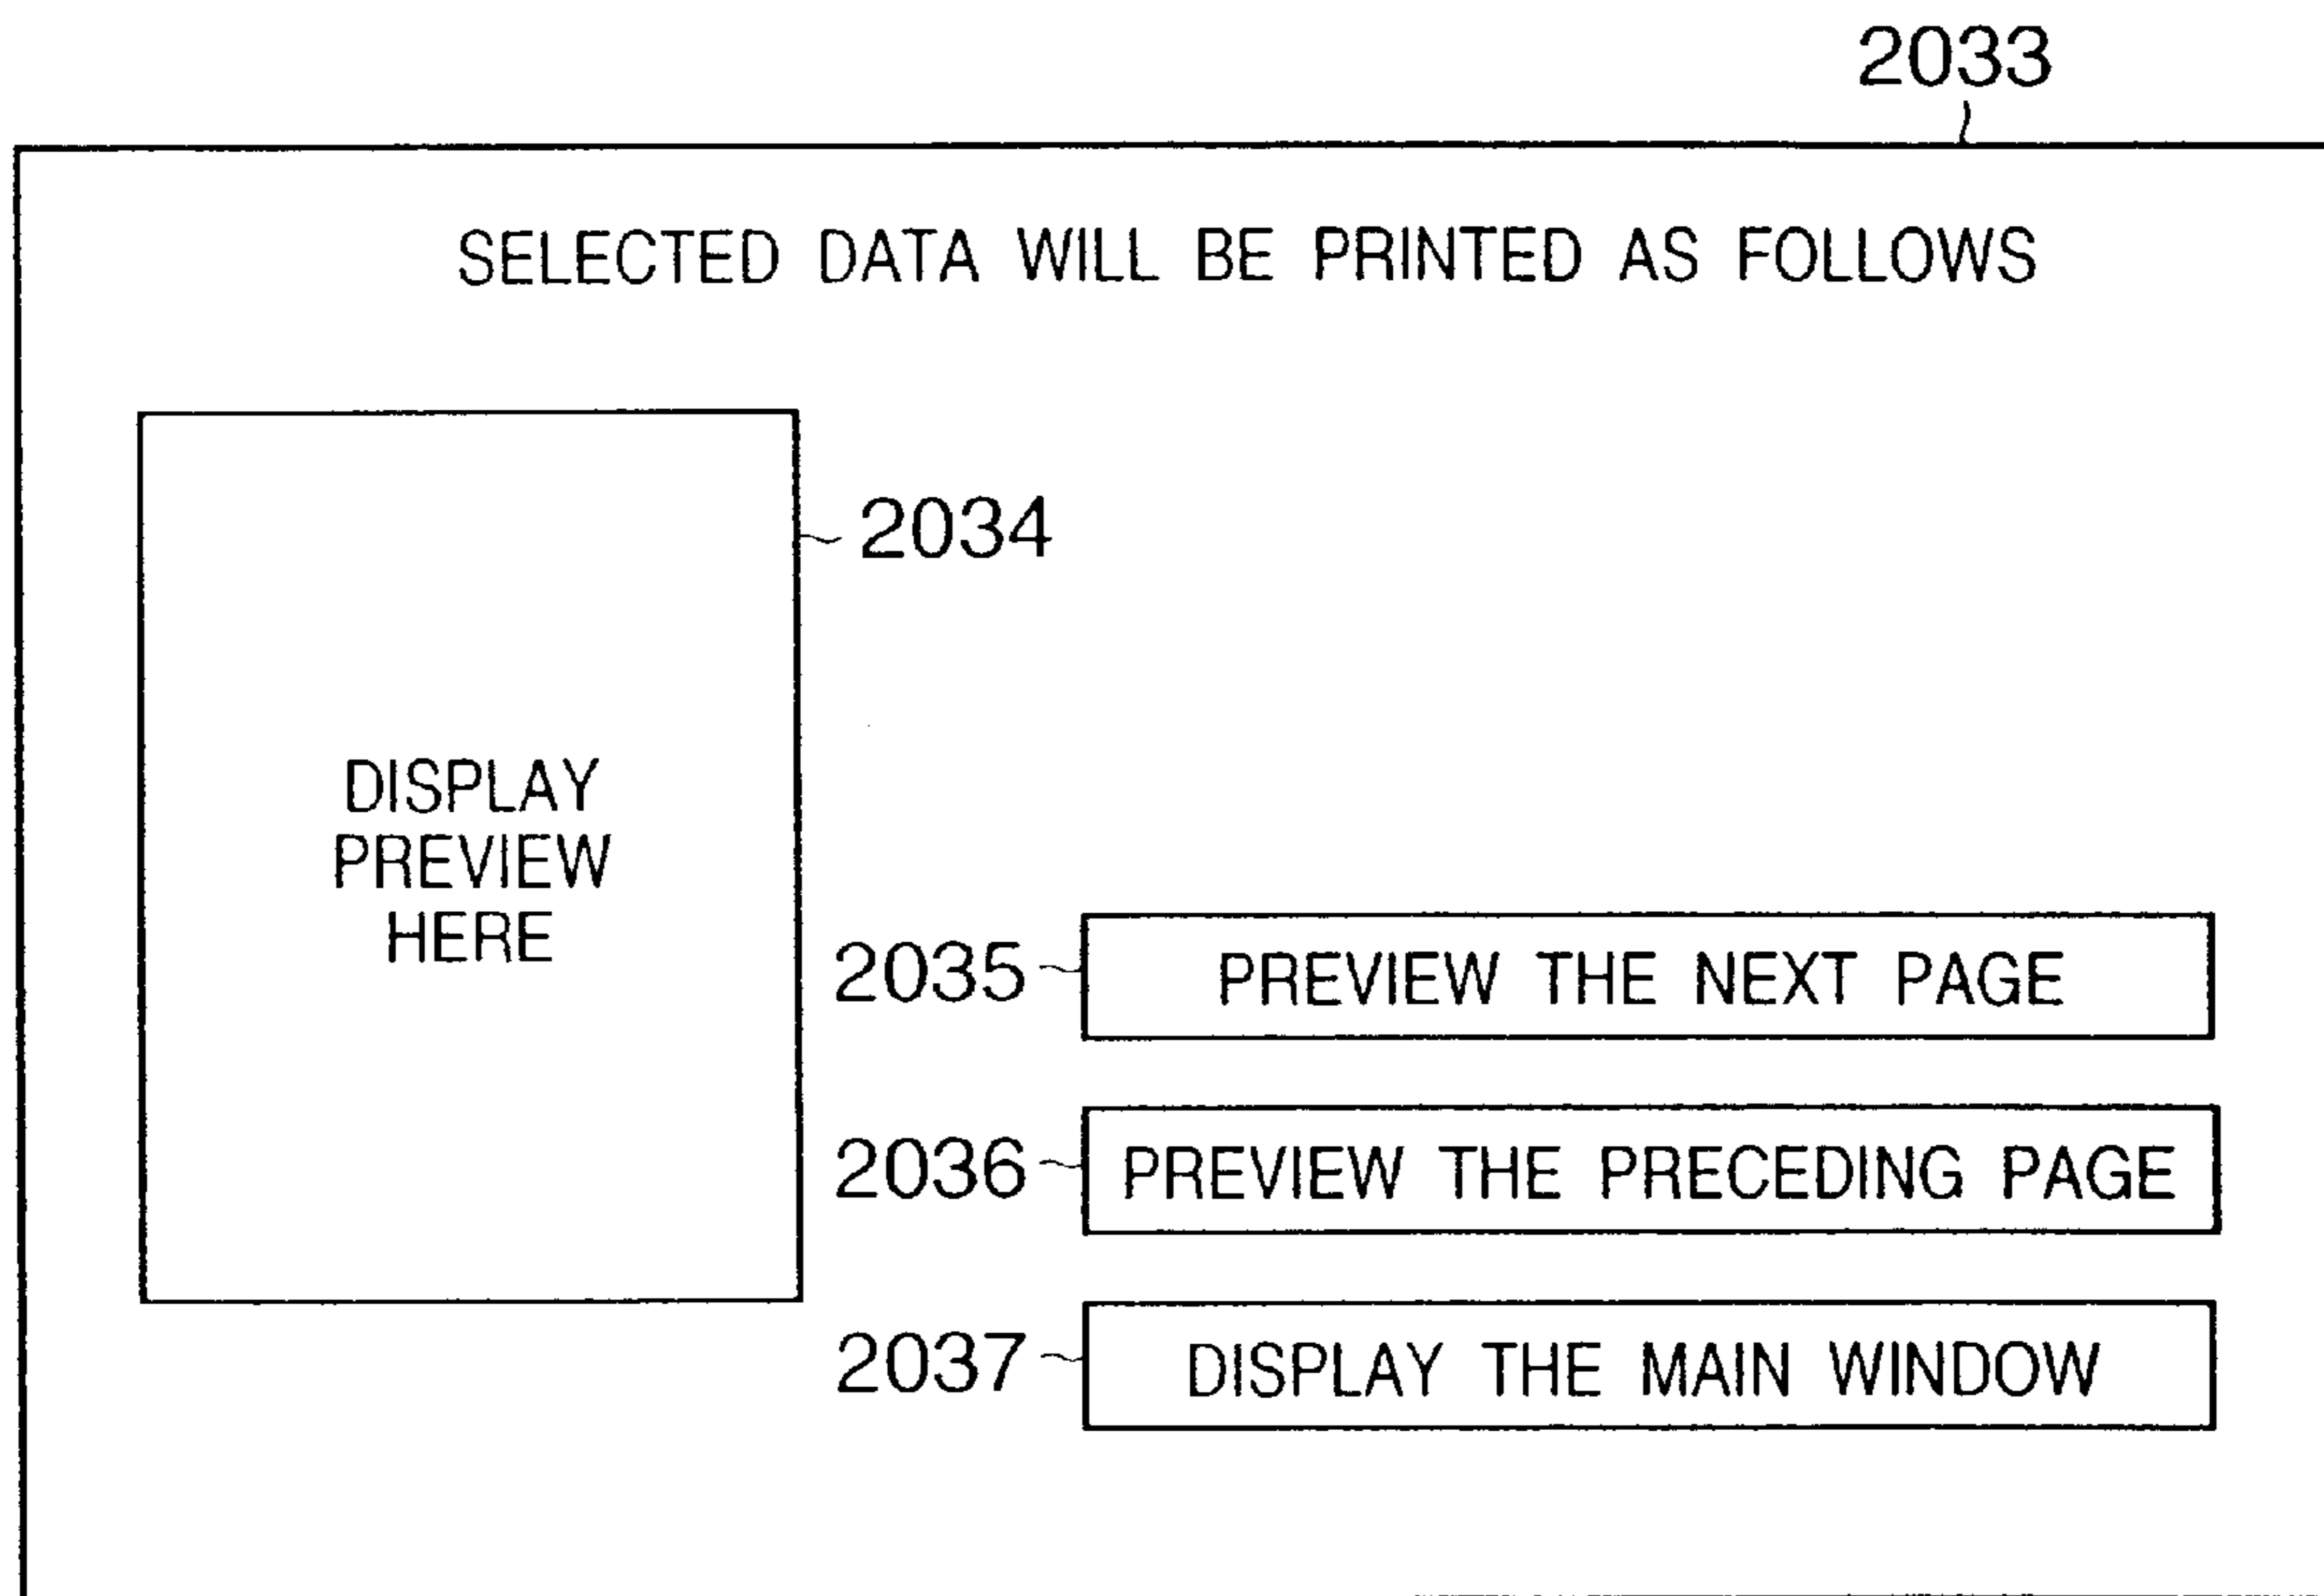 2033
SELECTED DATA WILL BE PRINTED AS FOLLOWS
2034
DISPLAY
PREVIEW
HERE
2035 PREVIEW THE NEXT PAGE
2036 PREVIEW THE PRECEDING PAGE
2037 DISPLAY THE MAIN WINDOW